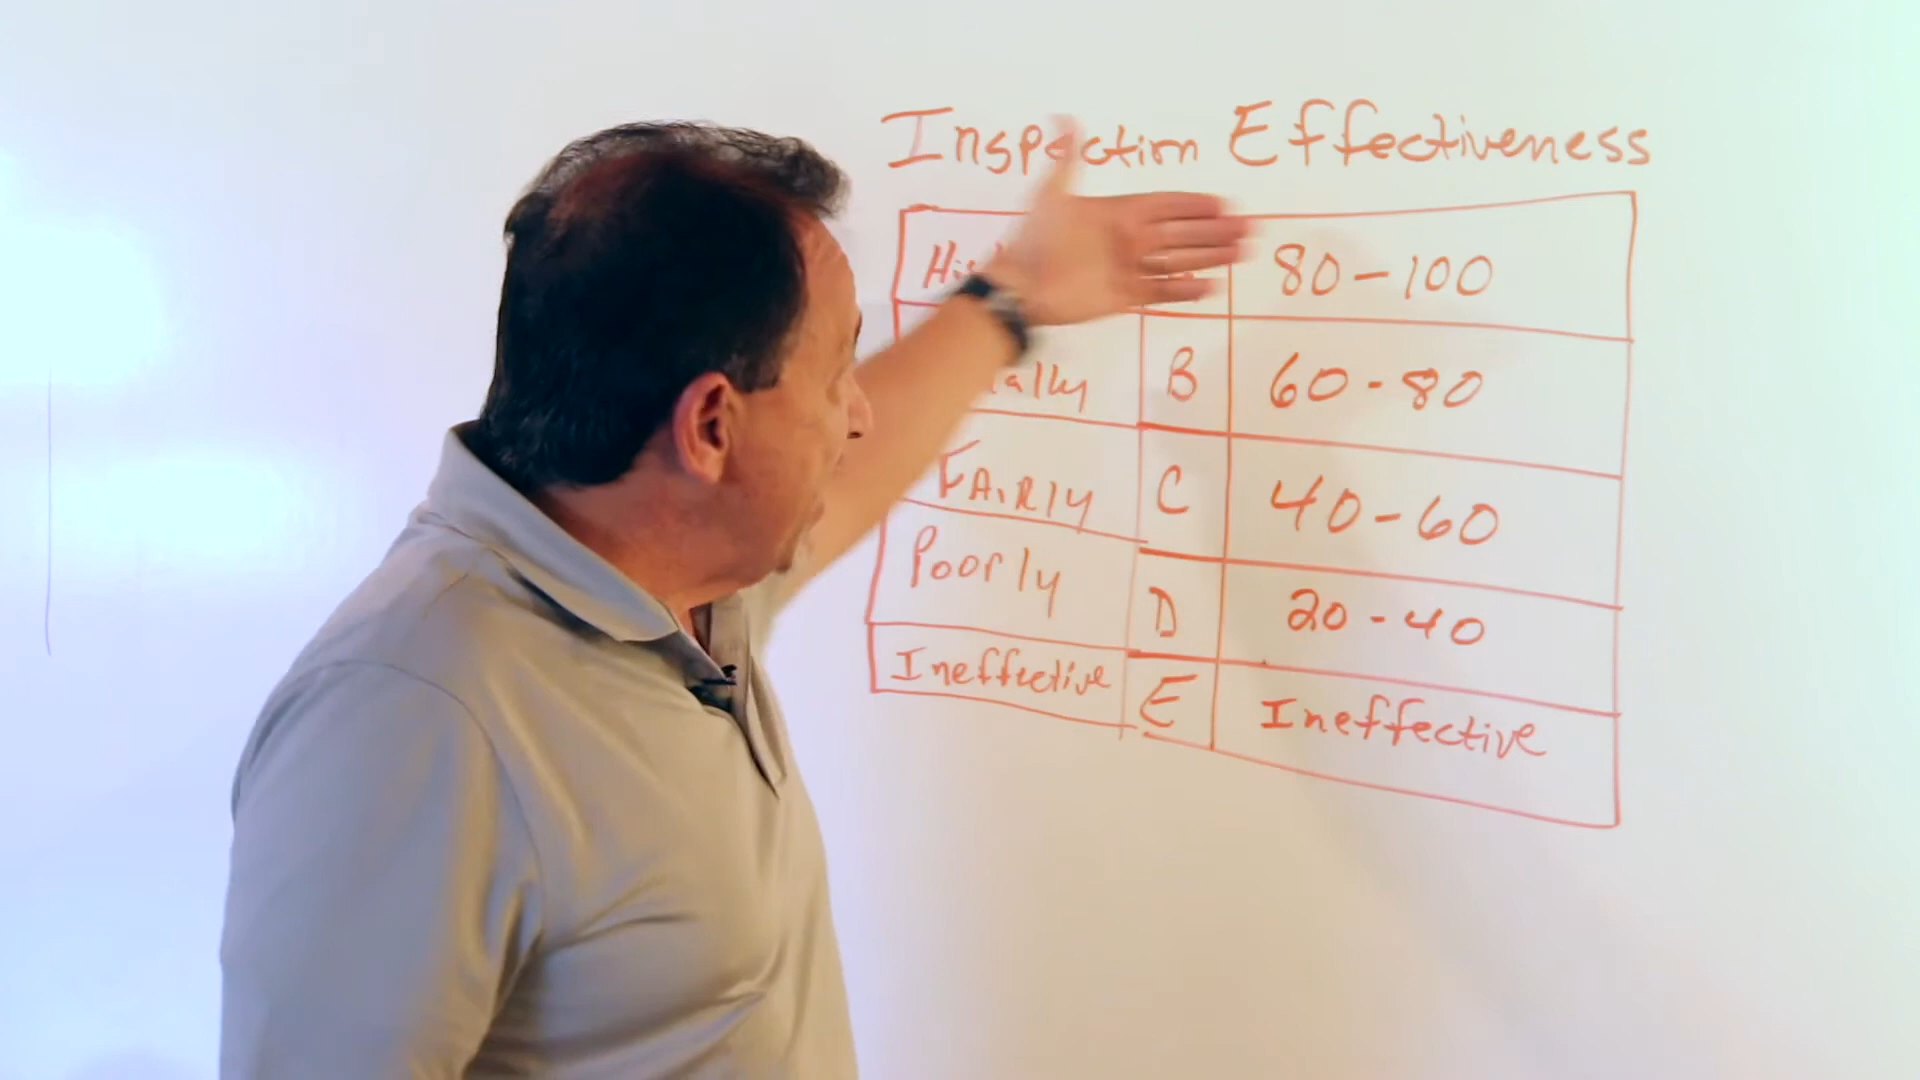 Inspection Effectiveness
80-100
B 60-80
FAIRly C 40-60
Poorly D 20-40
Ineffective E Ineffective